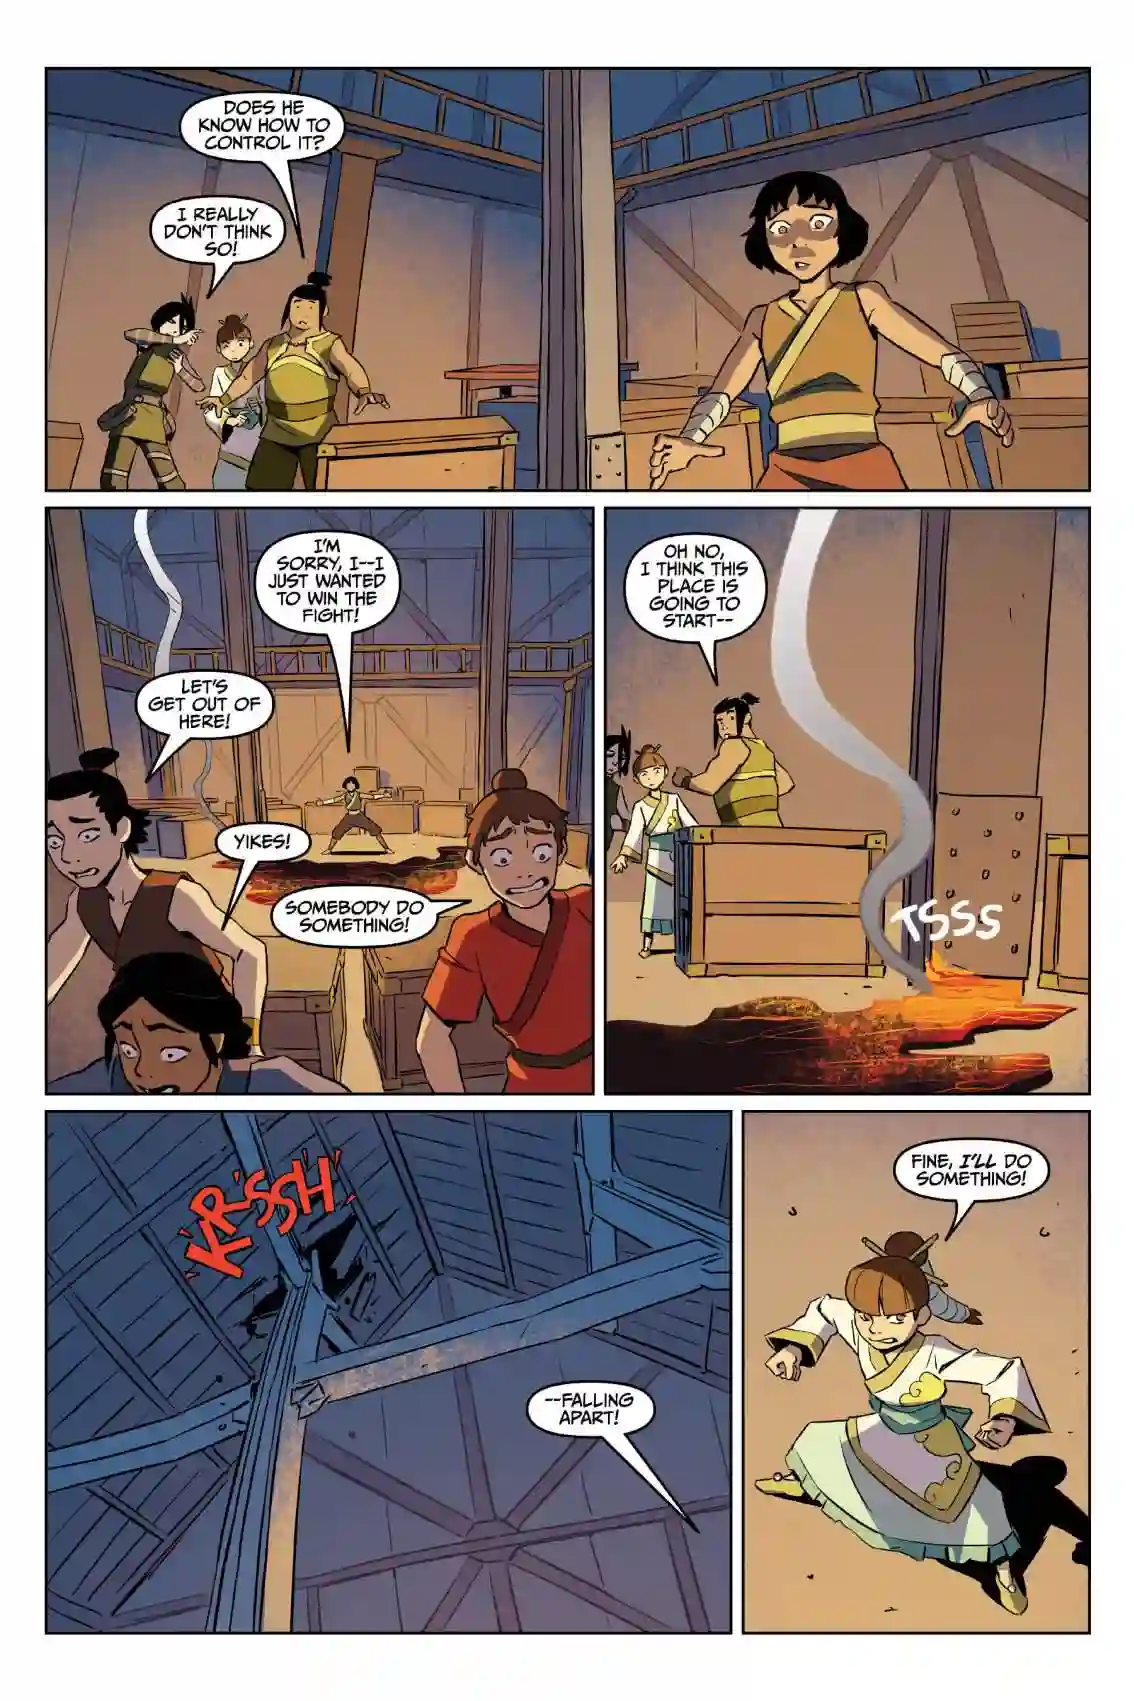 DOES HE
KNOW HOW TO
CONTROL IT?
I REALLY
DON'T THINK
SO!
I'M
SORRY, I--I
JUST WANTED
TO WIN THE
FIGHT!
LET'S
GET OUT OF
HERE!
YIKES!
SOMEBODY DO
SOMETHING!
OH NO,
I THINK THIS
PLACE IS
GOING TO
START--
TSSS
KR-SSH
--FALLING
APART!
FINE, I'LL DO
SOMETHING!